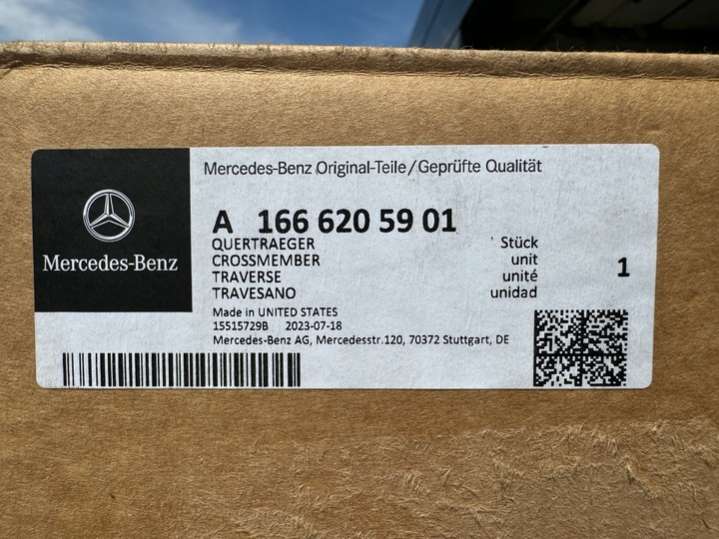 Mercedes-Benz Original-Teile/Geprüfte Qualität
Mercedes-Benz
A 166 620 59 01
QUERTRAEGER Stück
CROSSMEMBER unit
TRAVERSE unité
TRAVESANO unidad
1
Made in UNITED STATES
15515729B 2023-07-18
Mercedes-Benz AG, Mercedesstr.120, 70372 Stuttgart, DE